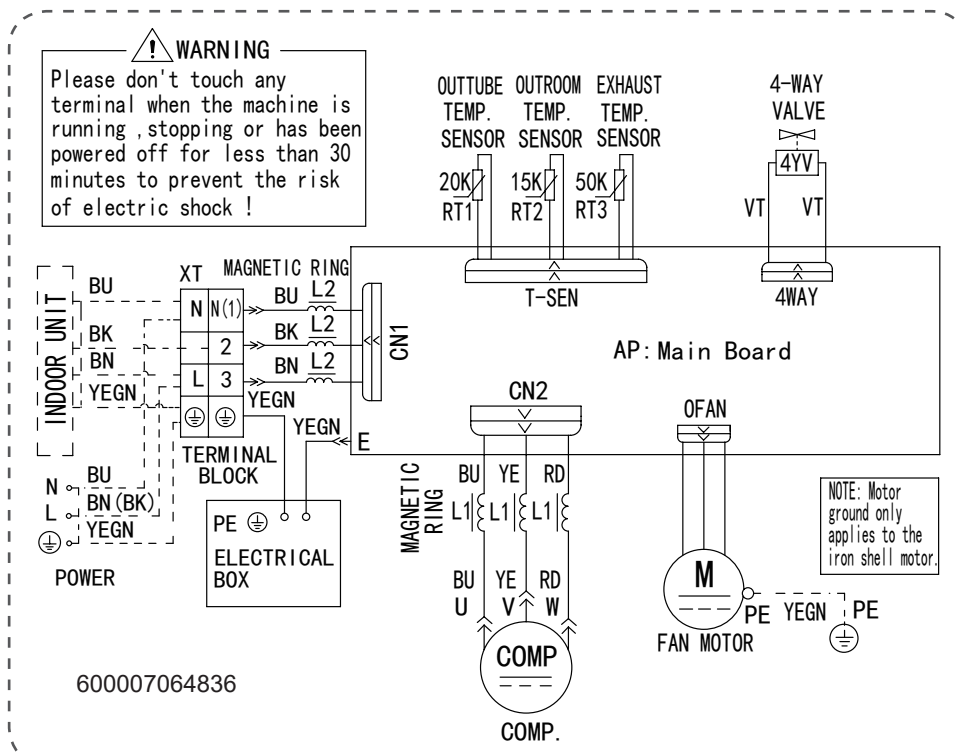 WARNING
Please don't touch any
terminal when the machine is
running ,stopping or has been
powered off for less than 30
minutes to prevent the risk
of electric shock !
OUTTUBE OUTROOM EXHAUST
TEMP. TEMP. TEMP.
SENSOR SENSOR SENSOR
20K 15K 50K
RT1 RT2 RT3
4-WAY
VALVE
4YV
VT VT
T-SEN
4WAY
INDOOR UNIT
BU
BK
BN
YEGN
XT
MAGNETIC RING
N N(1) BU L2
2 BK L2
L 3 BN L2
YEGN
CN1
AP: Main Board
TERMINAL
BLOCK
YEGN E
N BU
L BN(BK)
YEGN
POWER
PE
ELECTRICAL
BOX
CN2
MAGNETIC
RING
BU YE RD
L1 L1 L1
BU YE RD
U V W
COMP
COMP.
OFAN
M
FAN MOTOR
PE YEGN PE
NOTE: Motor
ground only
applies to the
iron shell motor.
600007064836